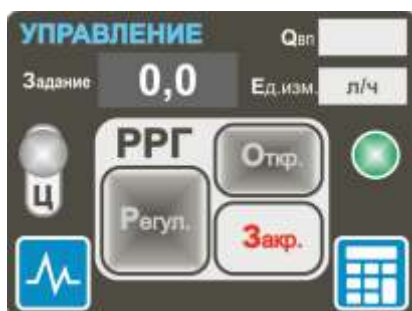 УПРАВЛЕНИЕ Qвп
Задание 0,0 Ед.изм. л/ч
РРГ Откр.
Ц Регул. Закр.